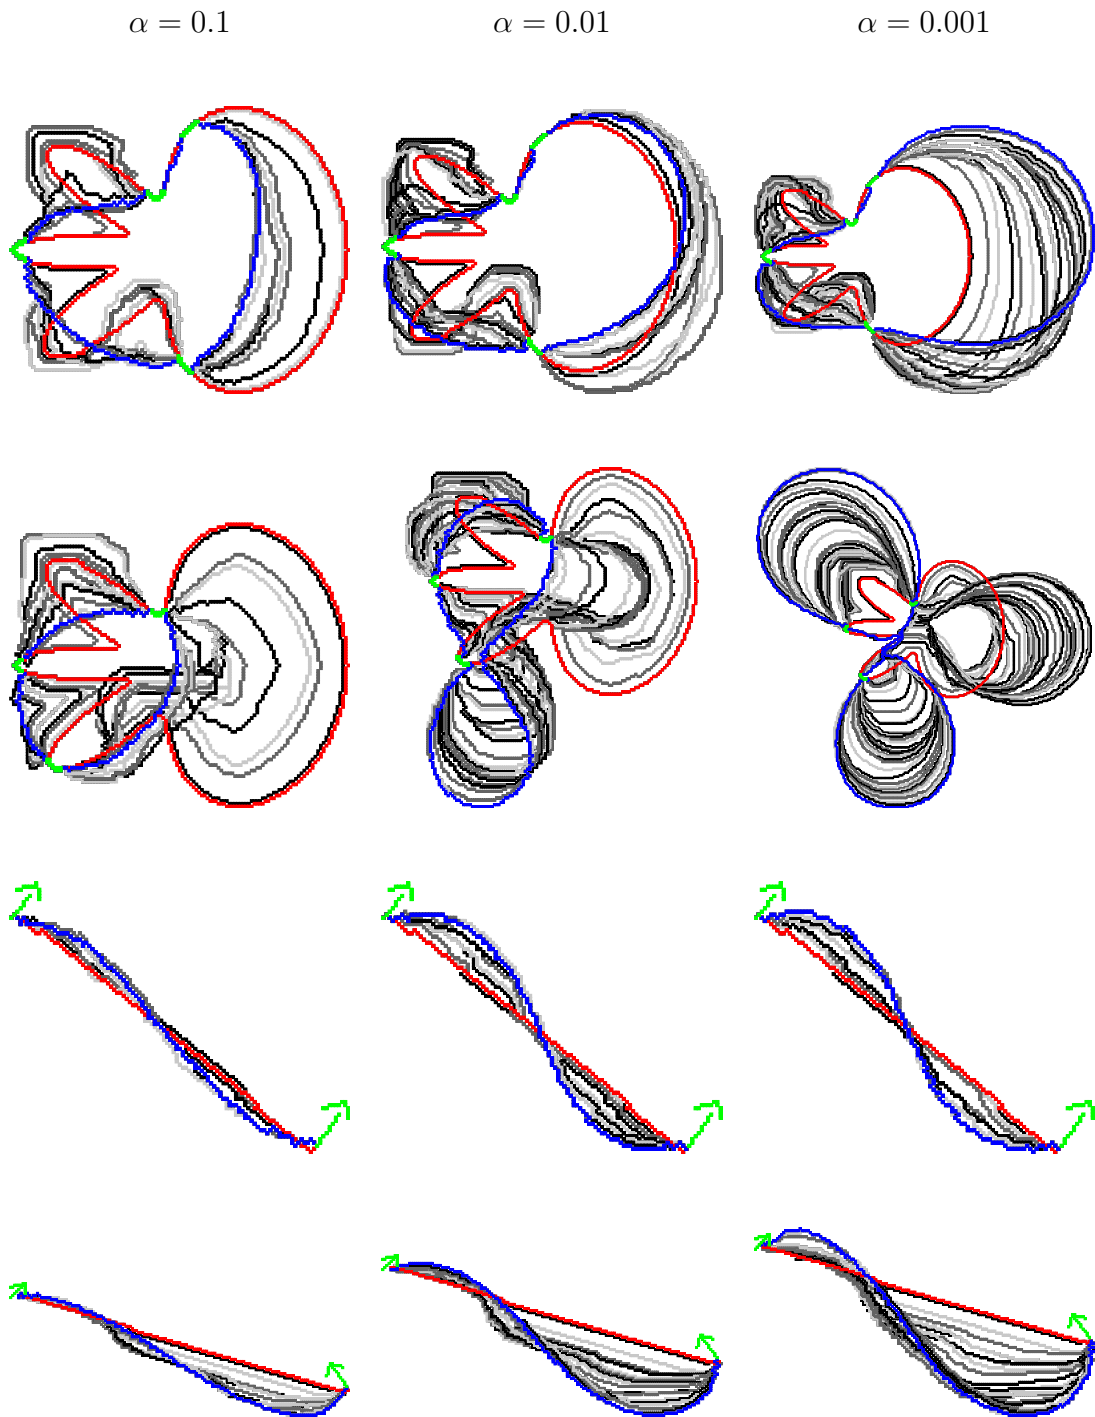 α = 0.1
α = 0.01
α = 0.001